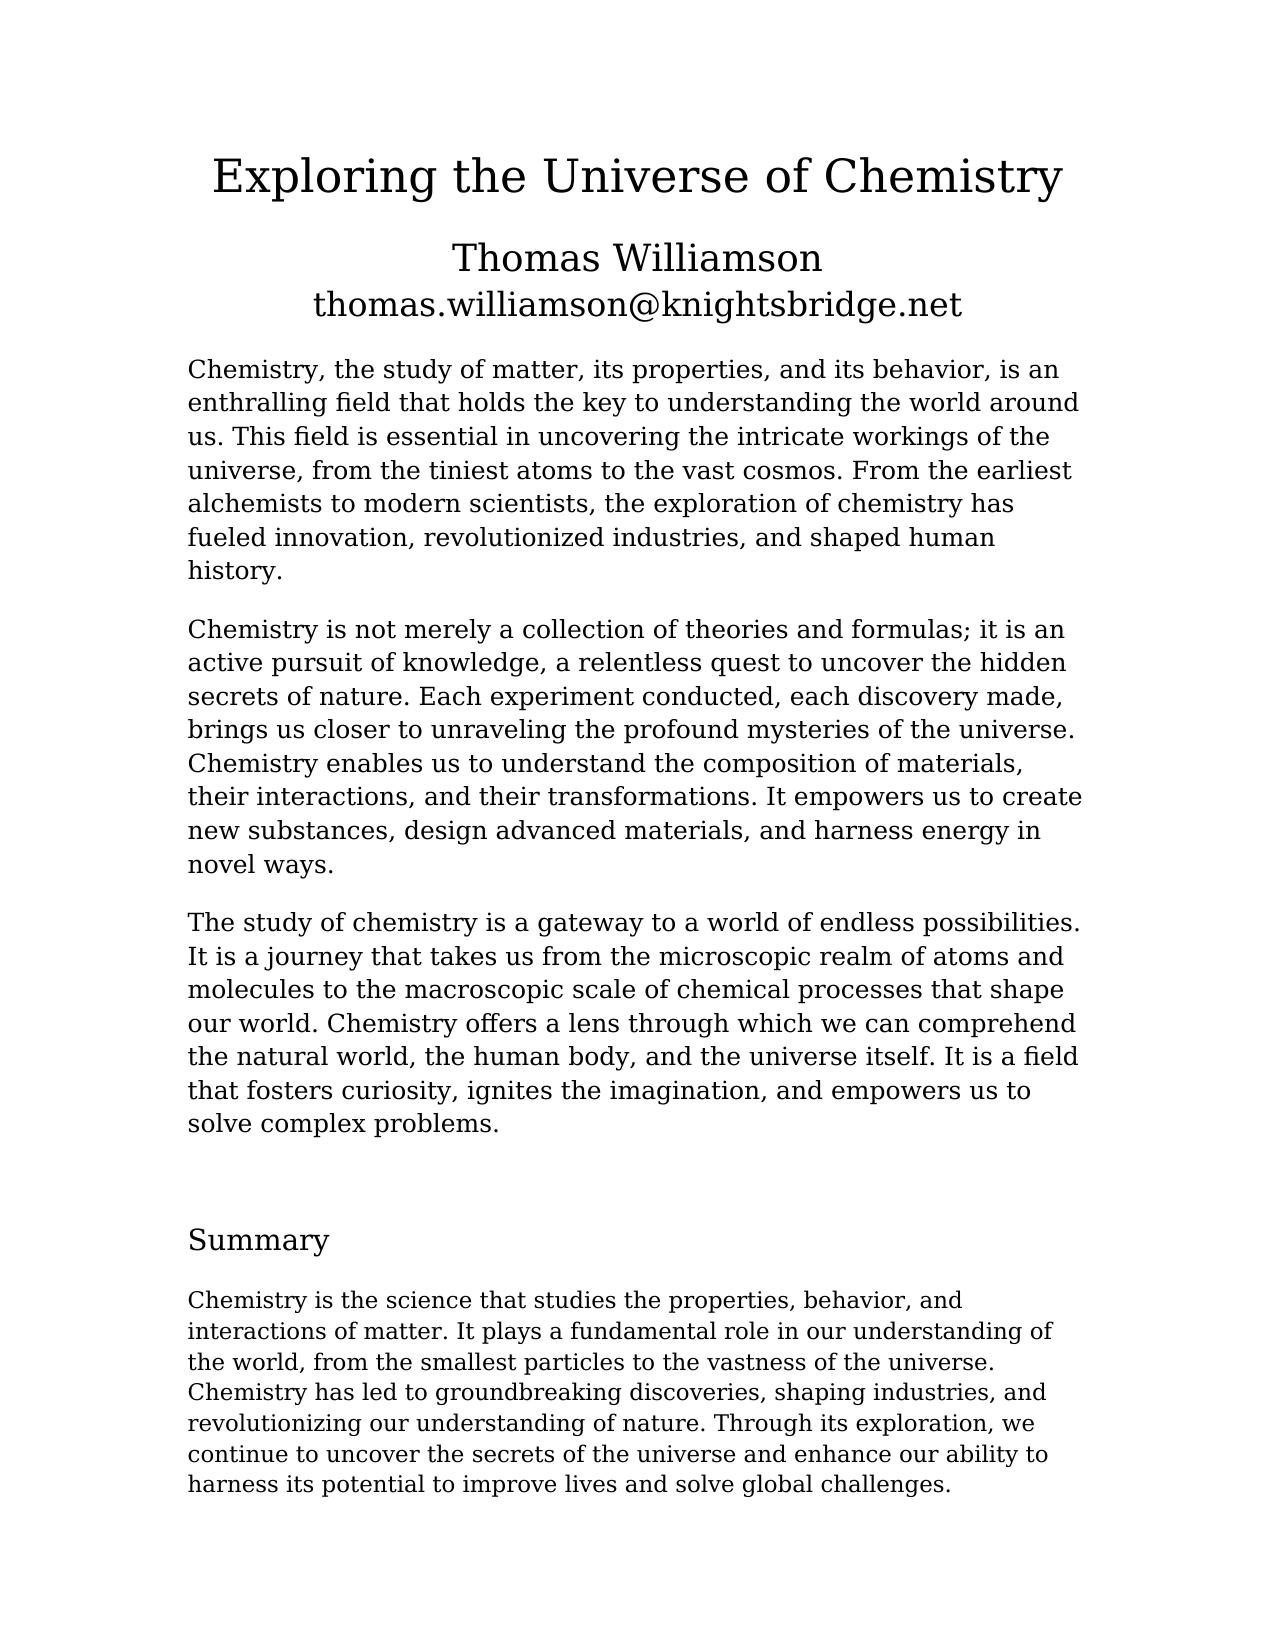 Exploring the Universe of Chemistry
Thomas Williamson
thomas.williamson@knightsbridge.net
Chemistry, the study of matter, its properties, and its behavior, is an
enthralling field that holds the key to understanding the world around
us. This field is essential in uncovering the intricate workings of the
universe, from the tiniest atoms to the vast cosmos. From the earliest
alchemists to modern scientists, the exploration of chemistry has
fueled innovation, revolutionized industries, and shaped human
history.
Chemistry is not merely a collection of theories and formulas; it is an
active pursuit of knowledge, a relentless quest to uncover the hidden
secrets of nature. Each experiment conducted, each discovery made,
brings us closer to unraveling the profound mysteries of the universe.
Chemistry enables us to understand the composition of materials,
their interactions, and their transformations. It empowers us to create
new substances, design advanced materials, and harness energy in
novel ways.
The study of chemistry is a gateway to a world of endless possibilities.
It is a journey that takes us from the microscopic realm of atoms and
molecules to the macroscopic scale of chemical processes that shape
our world. Chemistry offers a lens through which we can comprehend
the natural world, the human body, and the universe itself. It is a field
that fosters curiosity, ignites the imagination, and empowers us to
solve complex problems.
Summary
Chemistry is the science that studies the properties, behavior, and
interactions of matter. It plays a fundamental role in our understanding of
the world, from the smallest particles to the vastness of the universe.
Chemistry has led to groundbreaking discoveries, shaping industries, and
revolutionizing our understanding of nature. Through its exploration, we
continue to uncover the secrets of the universe and enhance our ability to
harness its potential to improve lives and solve global challenges.